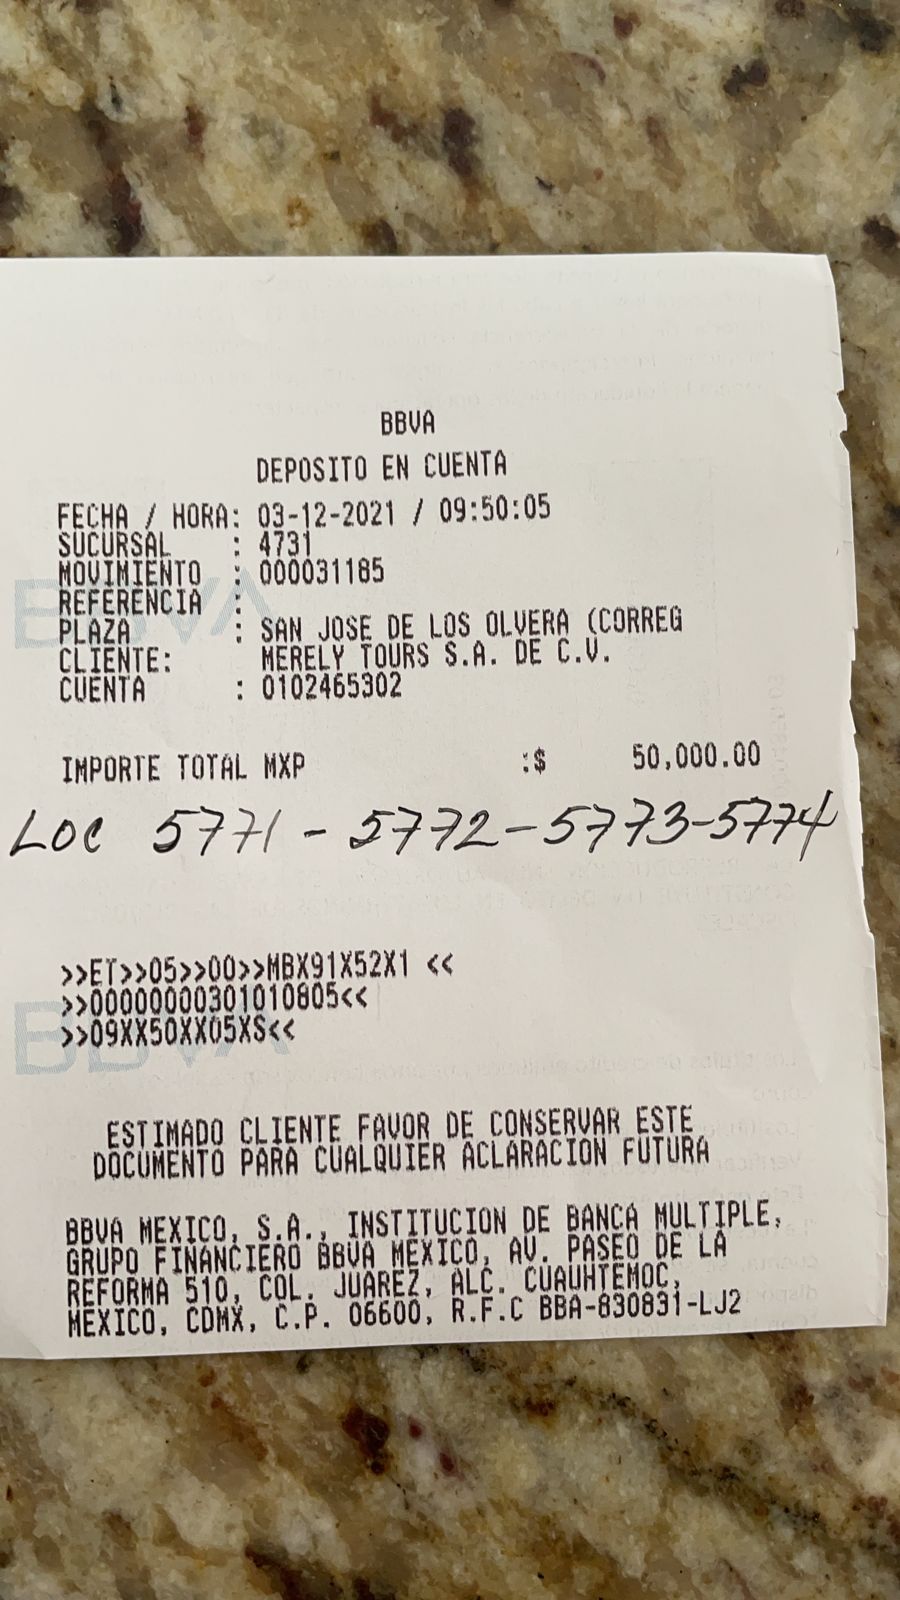 BBVA
DEPOSITO EN CUENTA
FECHA / HORA: 03-12-2021 / 09:50:05
SUCURSAL : 4731
MOVIMIENTO : 000031185
REFERENCIA :
PLAZA : SAN JOSE DE LOS OLVERA (CORREG
CLIENTE: MERELY TOURS S.A. DE C.V.
CUENTA : 0102465302
IMPORTE TOTAL MXP :$ 50,000.00
LOC 5771 - 5772 - 5773-5774
>>ET>>05>>00>>MBX91X52X1 <<
>>00000000301010805<<
>>09XX50XX05XS<<
ESTIMADO CLIENTE FAVOR DE CONSERVAR ESTE
DOCUMENTO PARA CUALQUIER ACLARACION FUTURA
BBVA MEXICO, S.A., INSTITUCION DE BANCA MULTIPLE,
GRUPO FINANCIERO BBVA MEXICO, AV. PASEO DE LA
REFORMA 510, COL. JUAREZ, ALC. CUAUHTEMOC,
MEXICO, CDMX, C.P. 06600, R.F.C BBA-830831-LJ2
BBVA
BBVA